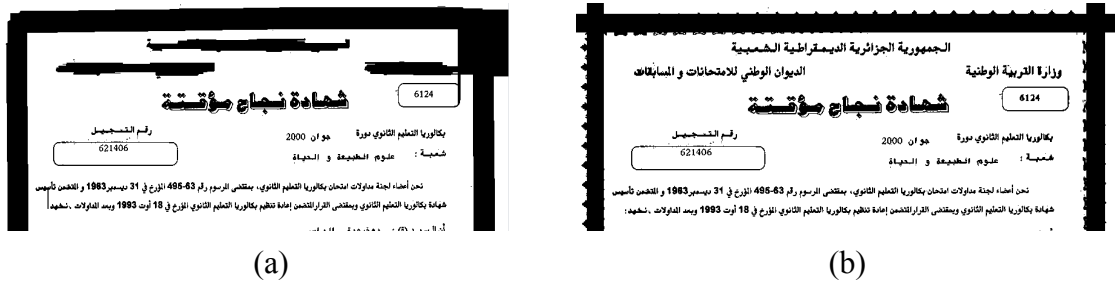 6124
شهادة نجاح مؤقتة
رقم التسجيل
بكالوريا التعليم الثانوي دورة جوان 2000
621406
شعبة : علوم الطبيعة و الحياة
نحن أعضاء لجنة مداولات امتحان بكالوريا التعليم الثانوي، بمقتضى المرسوم رقم 63-495 المؤرخ في 31 ديسمبر 1963 و المتضمن تأسيس
شهادة بكالوريا التعليم الثانوي وبمقتضى القرار المتضمن إعادة تنظيم بكالوريا التعليم الثانوي المؤرخ في 18 أوت 1993 وبعد المداولات ، نشهد
(a)
الجمهورية الجزائرية الديمقراطية الشعبية
وزارة التربية الوطنية
الديوان الوطني للامتحانات و المسابقات
6124
شهادة نجاح مؤقتة
رقم التسجيل
بكالوريا التعليم الثانوي دورة جوان 2000
621406
شعبة : علوم الطبيعة و الحياة
نحن أعضاء لجنة مداولات امتحان بكالوريا التعليم الثانوي، بمقتضى المرسوم رقم 63-495 المؤرخ في 31 ديسمبر 1963 و المتضمن تأسيس
شهادة بكالوريا التعليم الثانوي وبمقتضى القرار المتضمن إعادة تنظيم بكالوريا التعليم الثانوي المؤرخ في 18 أوت 1993 وبعد المداولات ، نشهد :
(b)